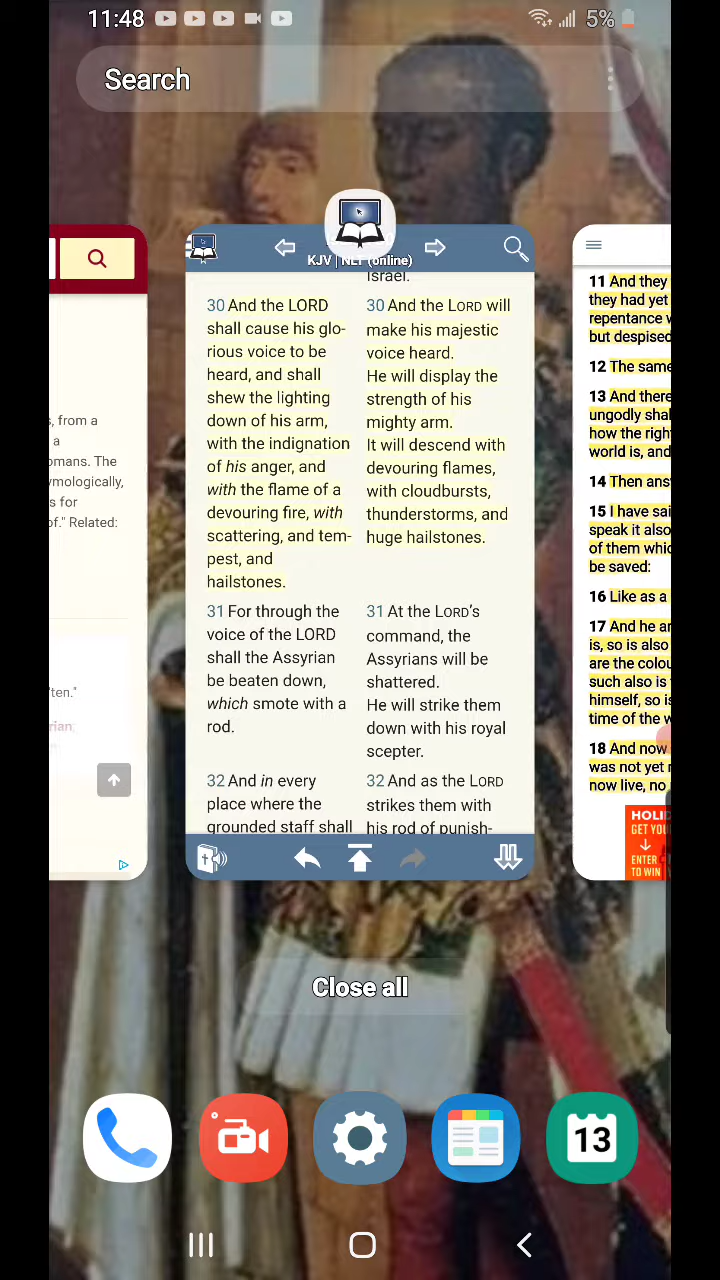 11:48
5%
Search
KJV | NLT (online)
Israel.
30 And the LORD
shall cause his glo-
rious voice to be
heard, and shall
shew the lighting
down of his arm,
with the indignation
of his anger, and
with the flame of a
devouring fire, with
scattering, and tem-
pest, and
hailstones.
31 For through the
voice of the LORD
shall the Assyrian
be beaten down,
which smote with a
rod.
32 And in every
place where the
grounded staff shall
30 And the LORD will
make his majestic
voice heard.
He will display the
strength of his
mighty arm.
It will descend with
devouring flames,
with cloudbursts,
thunderstorms, and
huge hailstones.
31 At the LORD's
command, the
Assyrians will be
shattered.
He will strike them
down with his royal
scepter.
32 And as the LORD
strikes them with
his rod of punish-
s, from a
a
omans. The
ymologically,
s for
of." Related:
ten."
rian;
11 And they
they had yet
repentance
but despised
12 The same
13 And there
ungodly shal
how the righ
world is, and
14 Then ans
15 I have sai
speak it also
of them whic
be saved:
16 Like as a
17 And he a
is, so is also
are the colou
such also is
himself, so is
time of the w
18 And now
was not yet
now live, no
HOLI
GET YOU
ENTER
TO WIN
Close all
13